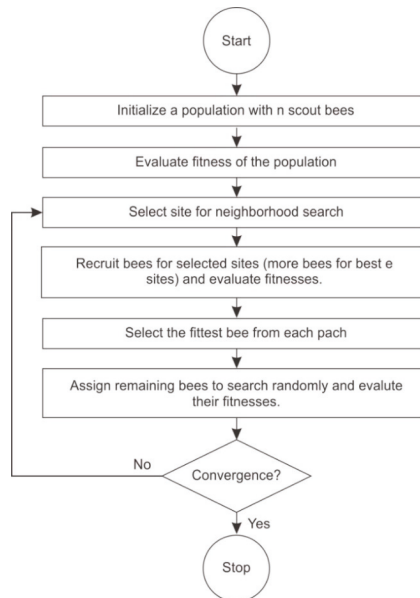 Start
Initialize a population with n scout bees
Evaluate fitness of the population
Select site for neighborhood search
Recruit bees for selected sites (more bees for best e
sites) and evaluate fitnesses.
Select the fittest bee from each pach
Assign remaining bees to search randomly and evalute
their fitnesses.
No
Convergence?
Yes
Stop